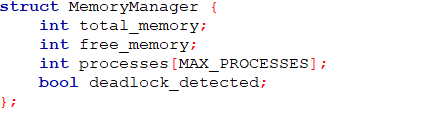 struct MemoryManager {
    int total_memory;
    int free_memory;
    int processes[MAX_PROCESSES];
    bool deadlock_detected;
};